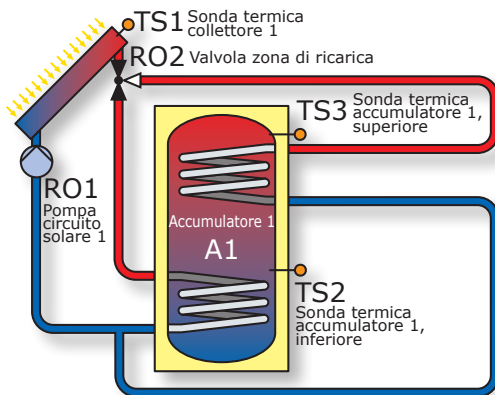 TS1 Sonda termica
collettore 1
RO2 Valvola zona di ricarica
TS3 Sonda termica
accumulatore 1,
superiore
RO1
Pompa
circuito
solare 1
Accumulatore 1
A1
TS2
Sonda termica
accumulatore 1,
inferiore